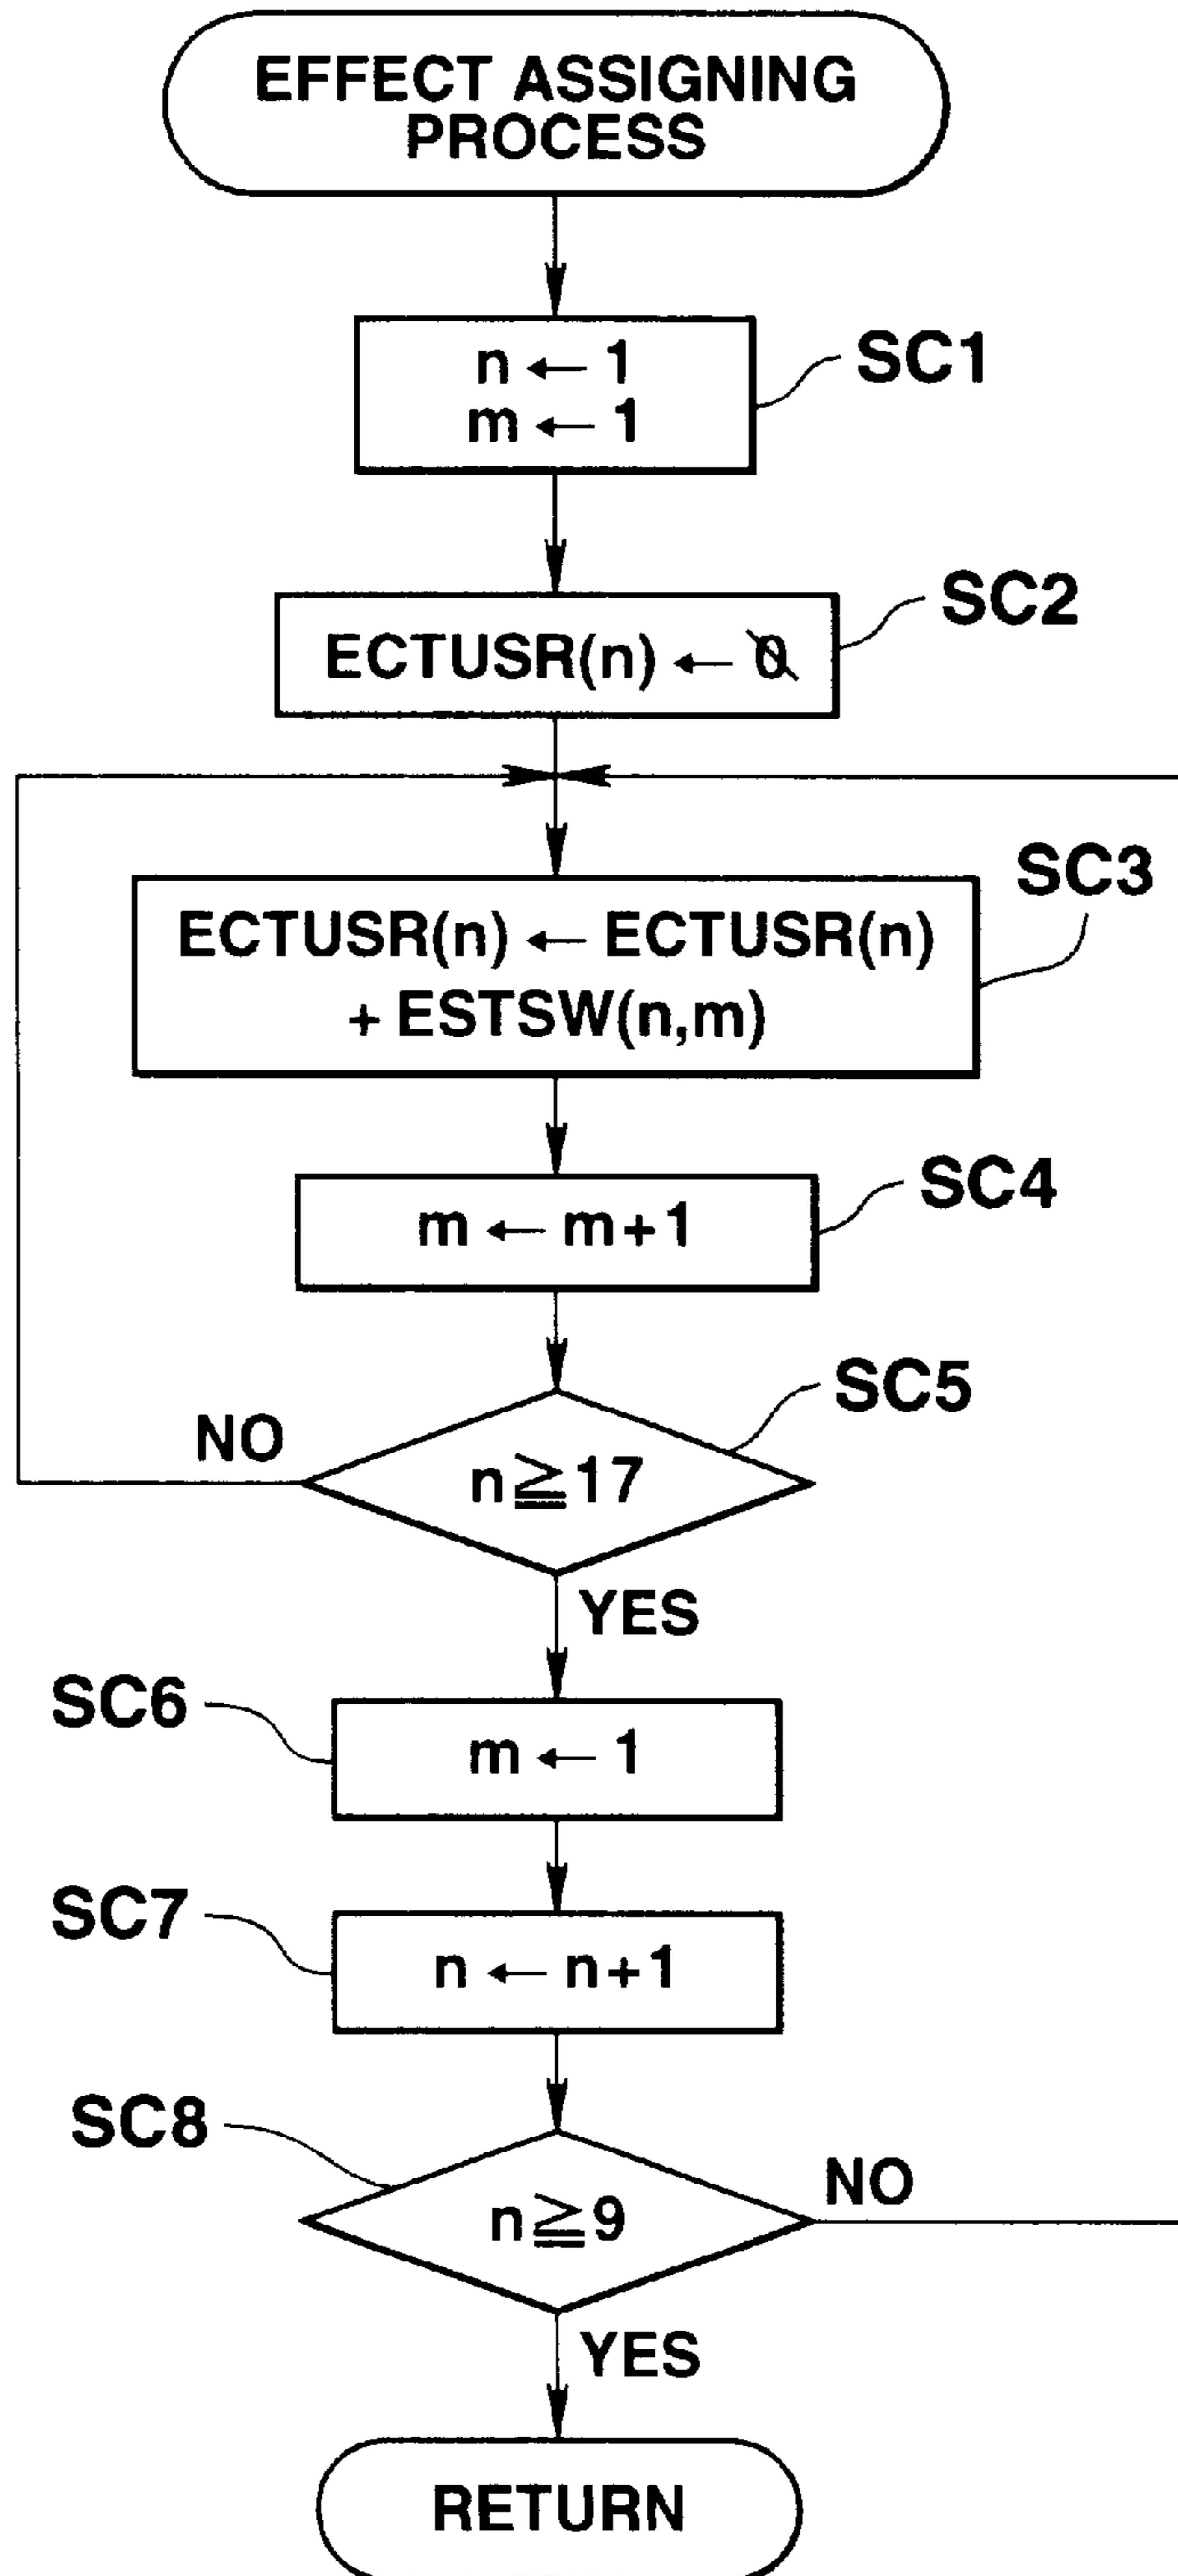 EFFECT ASSIGNING
PROCESS
n ← 1
m ← 1
SC1
ECTUSR(n) ← 0
SC2
ECTUSR(n) ← ECTUSR(n)
+ ESTSW(n,m)
SC3
m ← m+1
SC4
n≧17
SC5
NO
YES
m ← 1
SC6
n ← n+1
SC7
n≧9
SC8
NO
YES
RETURN